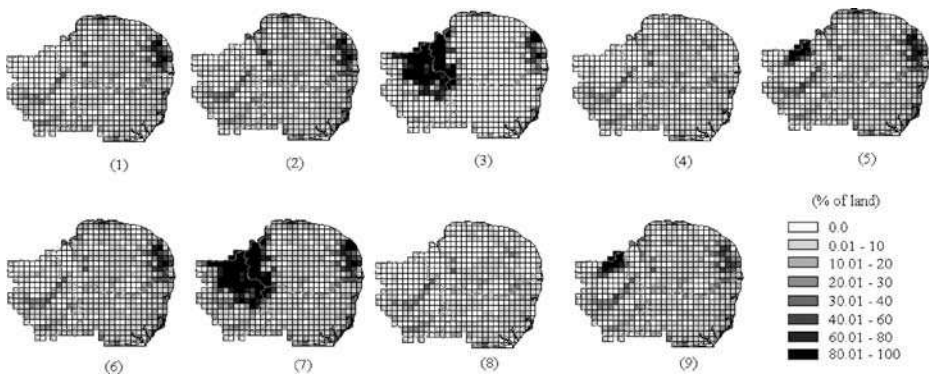 (1)
(2)
(3)
(4)
(5)
(6)
(7)
(8)
(9)
(% of land)
0.0
0.01 - 10
10.01 - 20
20.01 - 30
30.01 - 40
40.01 - 60
60.01 - 80
80.01 - 100